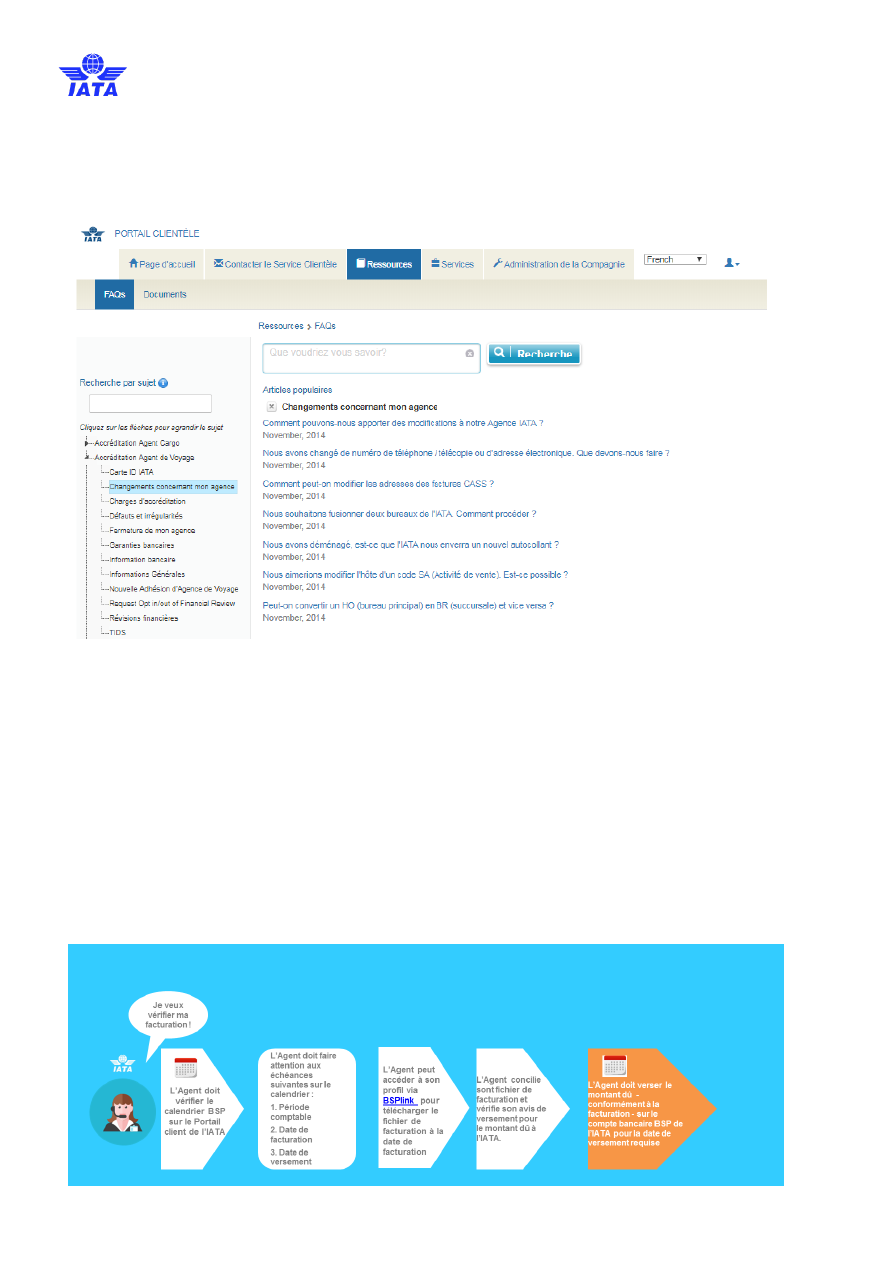 IATA
IATA
PORTAIL CLIENTÈLE
Page d'accueil
Contacter le Service Clientèle
Ressources
Services
Administration de la Compagnie
French
FAQs
Documents
Ressources > FAQs
Que voudriez vous savoir?
Recherche
Recherche par sujet
Cliquez sur les flèches pour agrandir le sujet
Accréditation Agent Cargo
Accréditation Agent de Voyage
Carte ID IATA
Changements concernant mon agence
Charges d'accréditation
Défauts et irrégularités
Fermeture de mon agence
Garanties bancaires
Information bancaire
Informations Générales
Nouvelle Adhésion d'Agence de Voyage
Request Opt in/out of Financial Review
Révisions financières
TIDS
Articles populaires
Changements concernant mon agence
Comment pouvons-nous apporter des modifications à notre Agence IATA ?
November, 2014
Nous avons changé de numéro de téléphone / télécopie ou d'adresse électronique. Que devons-nous faire ?
November, 2014
Comment peut-on modifier les adresses des factures CASS ?
November, 2014
Nous souhaitons fusionner deux bureaux de l'IATA. Comment procéder ?
November, 2014
Nous avons déménagé, est-ce que l'IATA nous enverra un nouvel autocollant ?
November, 2014
Nous aimerions modifier l'hôte d'un code SA (Activité de vente). Est-ce possible ?
November, 2014
Peut-on convertir un HO (bureau principal) en BR (succursale) et vice versa ?
November, 2014
Je veux
vérifier ma
facturation !
IATA
L'Agent doit
vérifier le
calendrier BSP
sur le Portail
client de l'IATA
L'Agent doit faire
attention aux
échéances
suivantes sur le
calendrier :
1. Période
comptable
2. Date de
facturation
3. Date de
versement
L'Agent peut
accéder à son
profil via
BSPlink pour
télécharger le
fichier de
facturation à la
date de
facturation
L'Agent concilie
sont fichier de
facturation et
vérifie son avis de
versement pour
le montant dû à
l'IATA.
L'Agent doit verser le
montant dû -
conformément à la
facturation - sur le
compte bancaire BSP de
l'IATA pour la date de
versement requise